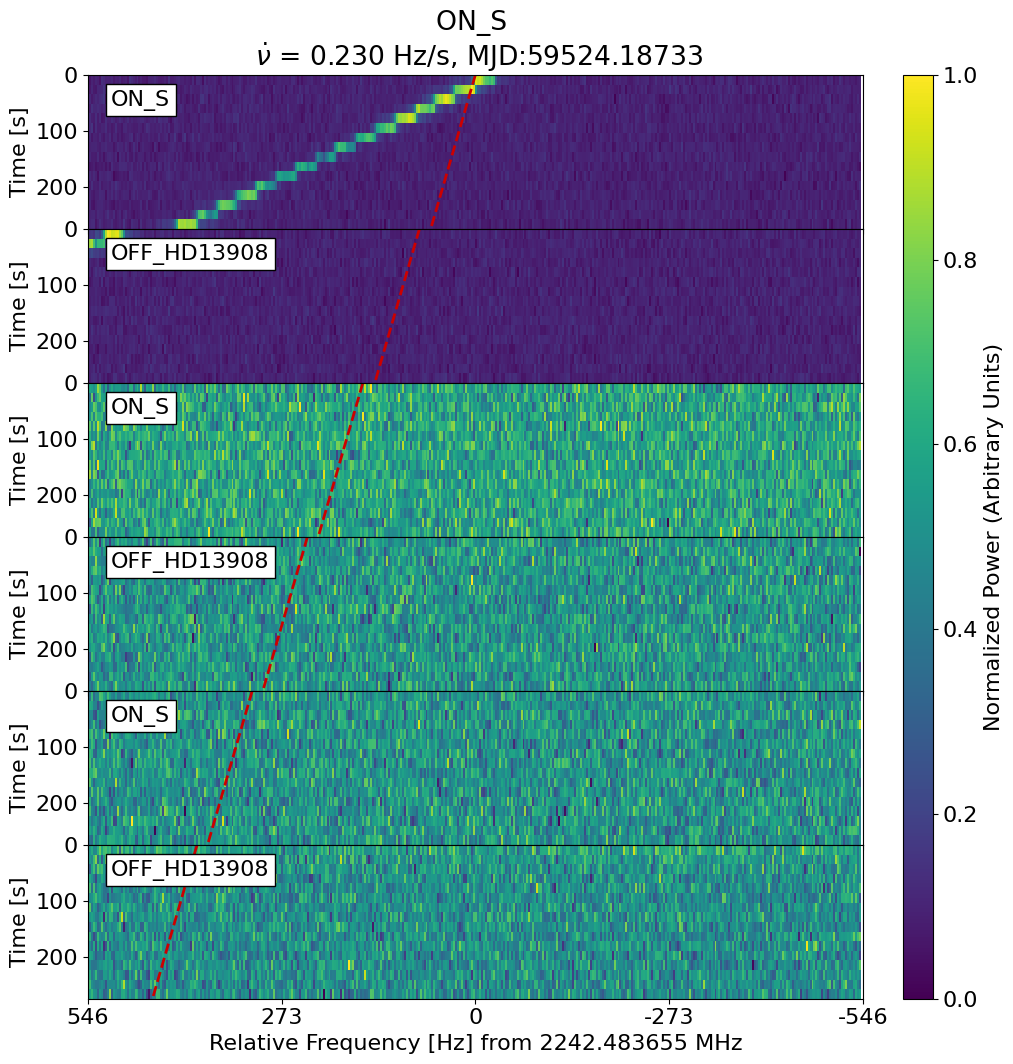 ON_S
ν̇ = 0.230 Hz/s, MJD:59524.18733
ON_S
Time [s]
0
100
200
OFF_HD13908
Time [s]
0
100
200
ON_S
Time [s]
0
100
200
OFF_HD13908
Time [s]
0
100
200
ON_S
Time [s]
0
100
200
OFF_HD13908
Time [s]
0
100
200
546 273 0 -273 -546
Relative Frequency [Hz] from 2242.483655 MHz
1.0
0.8
0.6
0.4
0.2
0.0
Normalized Power (Arbitrary Units)